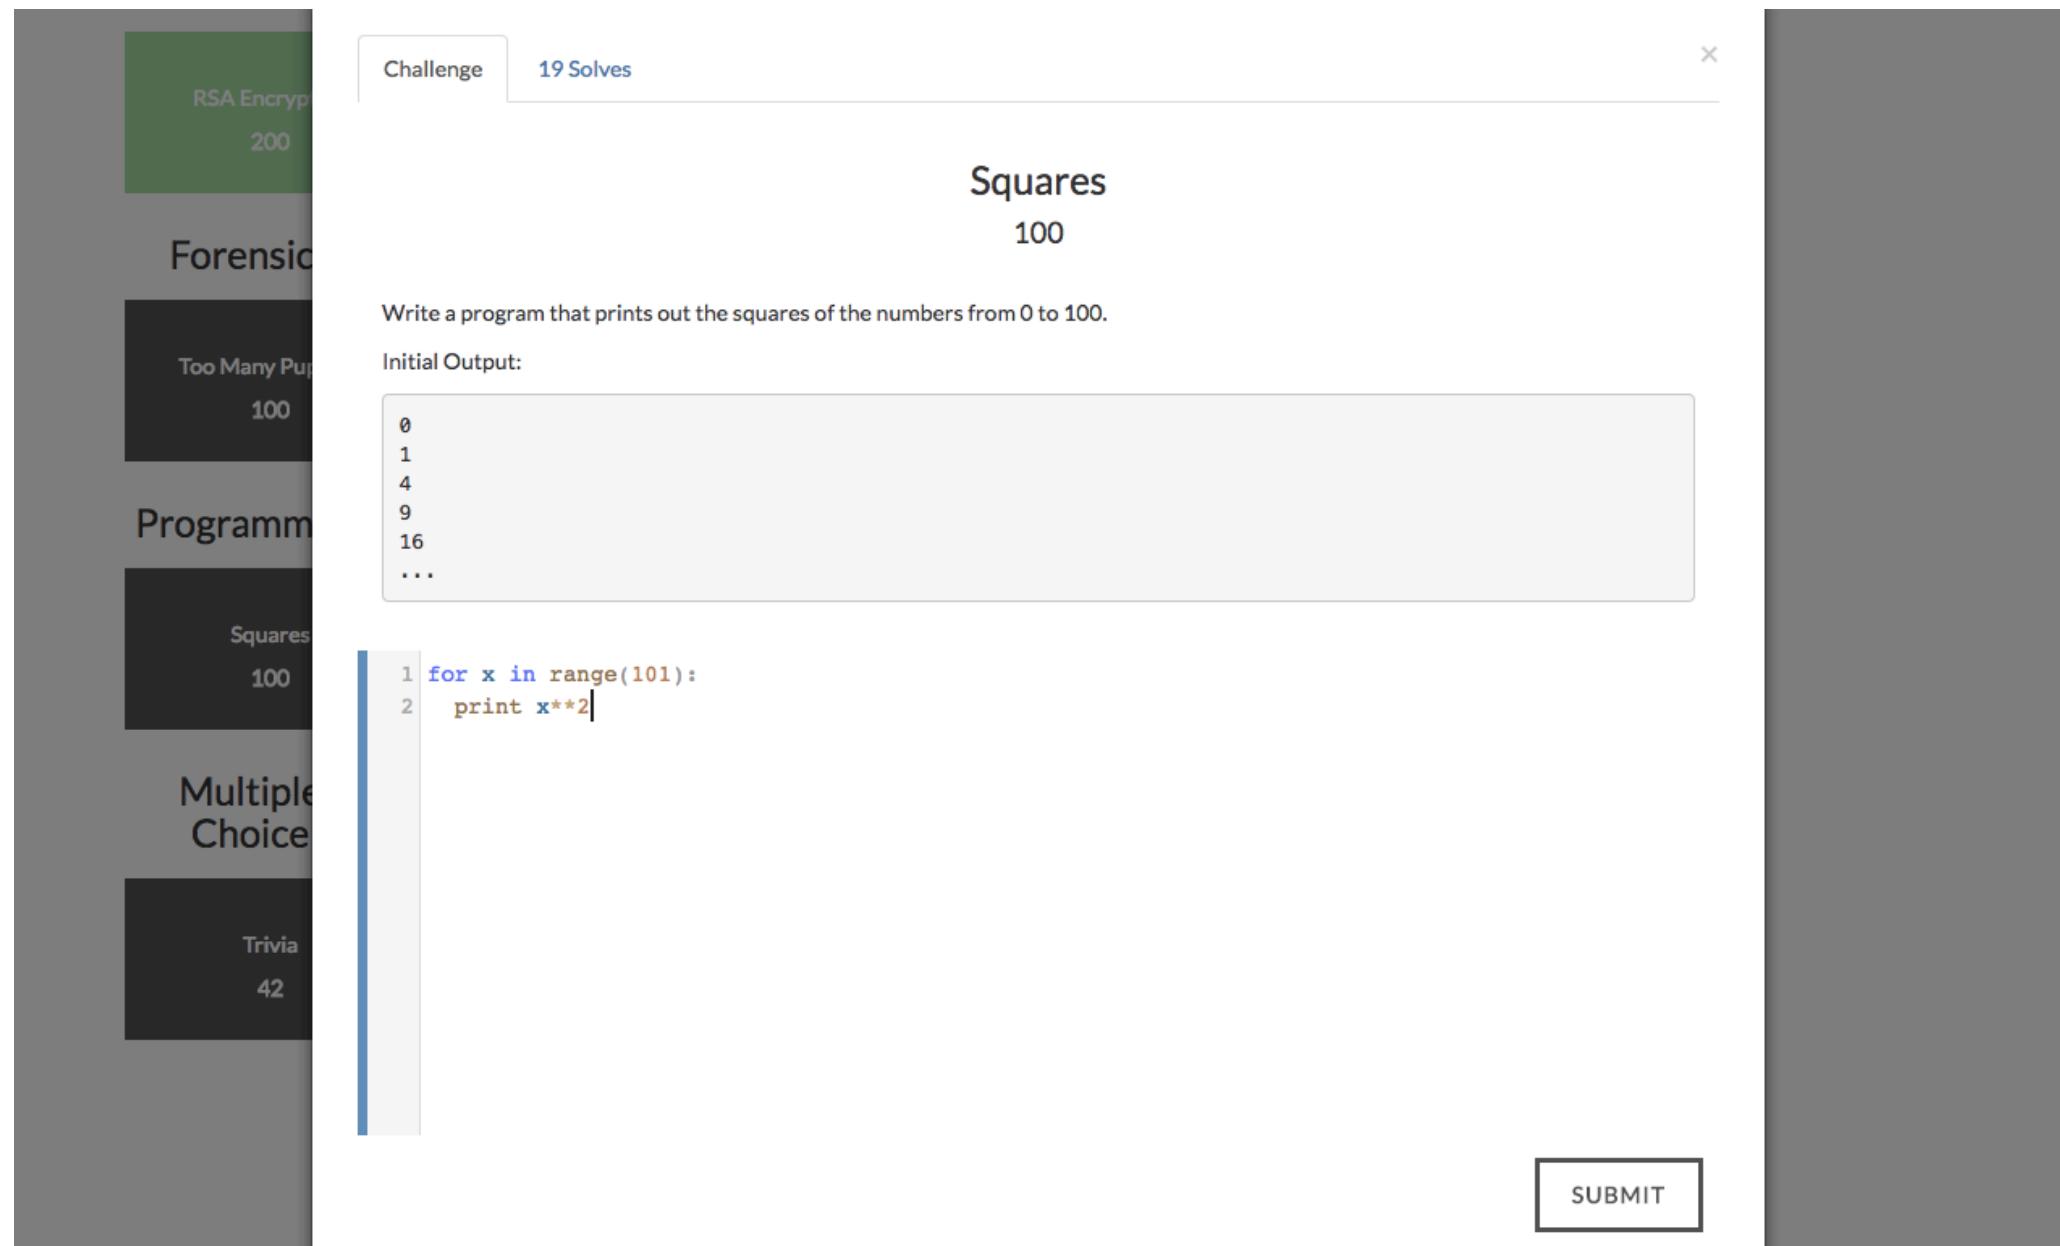 RSA Encryp
200
Forensic
Too Many Pup
100
Programm
Squares
100
Multiple
Choice
Trivia
42
Challenge
19 Solves
×
Squares
100
Write a program that prints out the squares of the numbers from 0 to 100.
Initial Output:
0
1
4
9
16
...
1 for x in range(101):
2 print x**2
SUBMIT